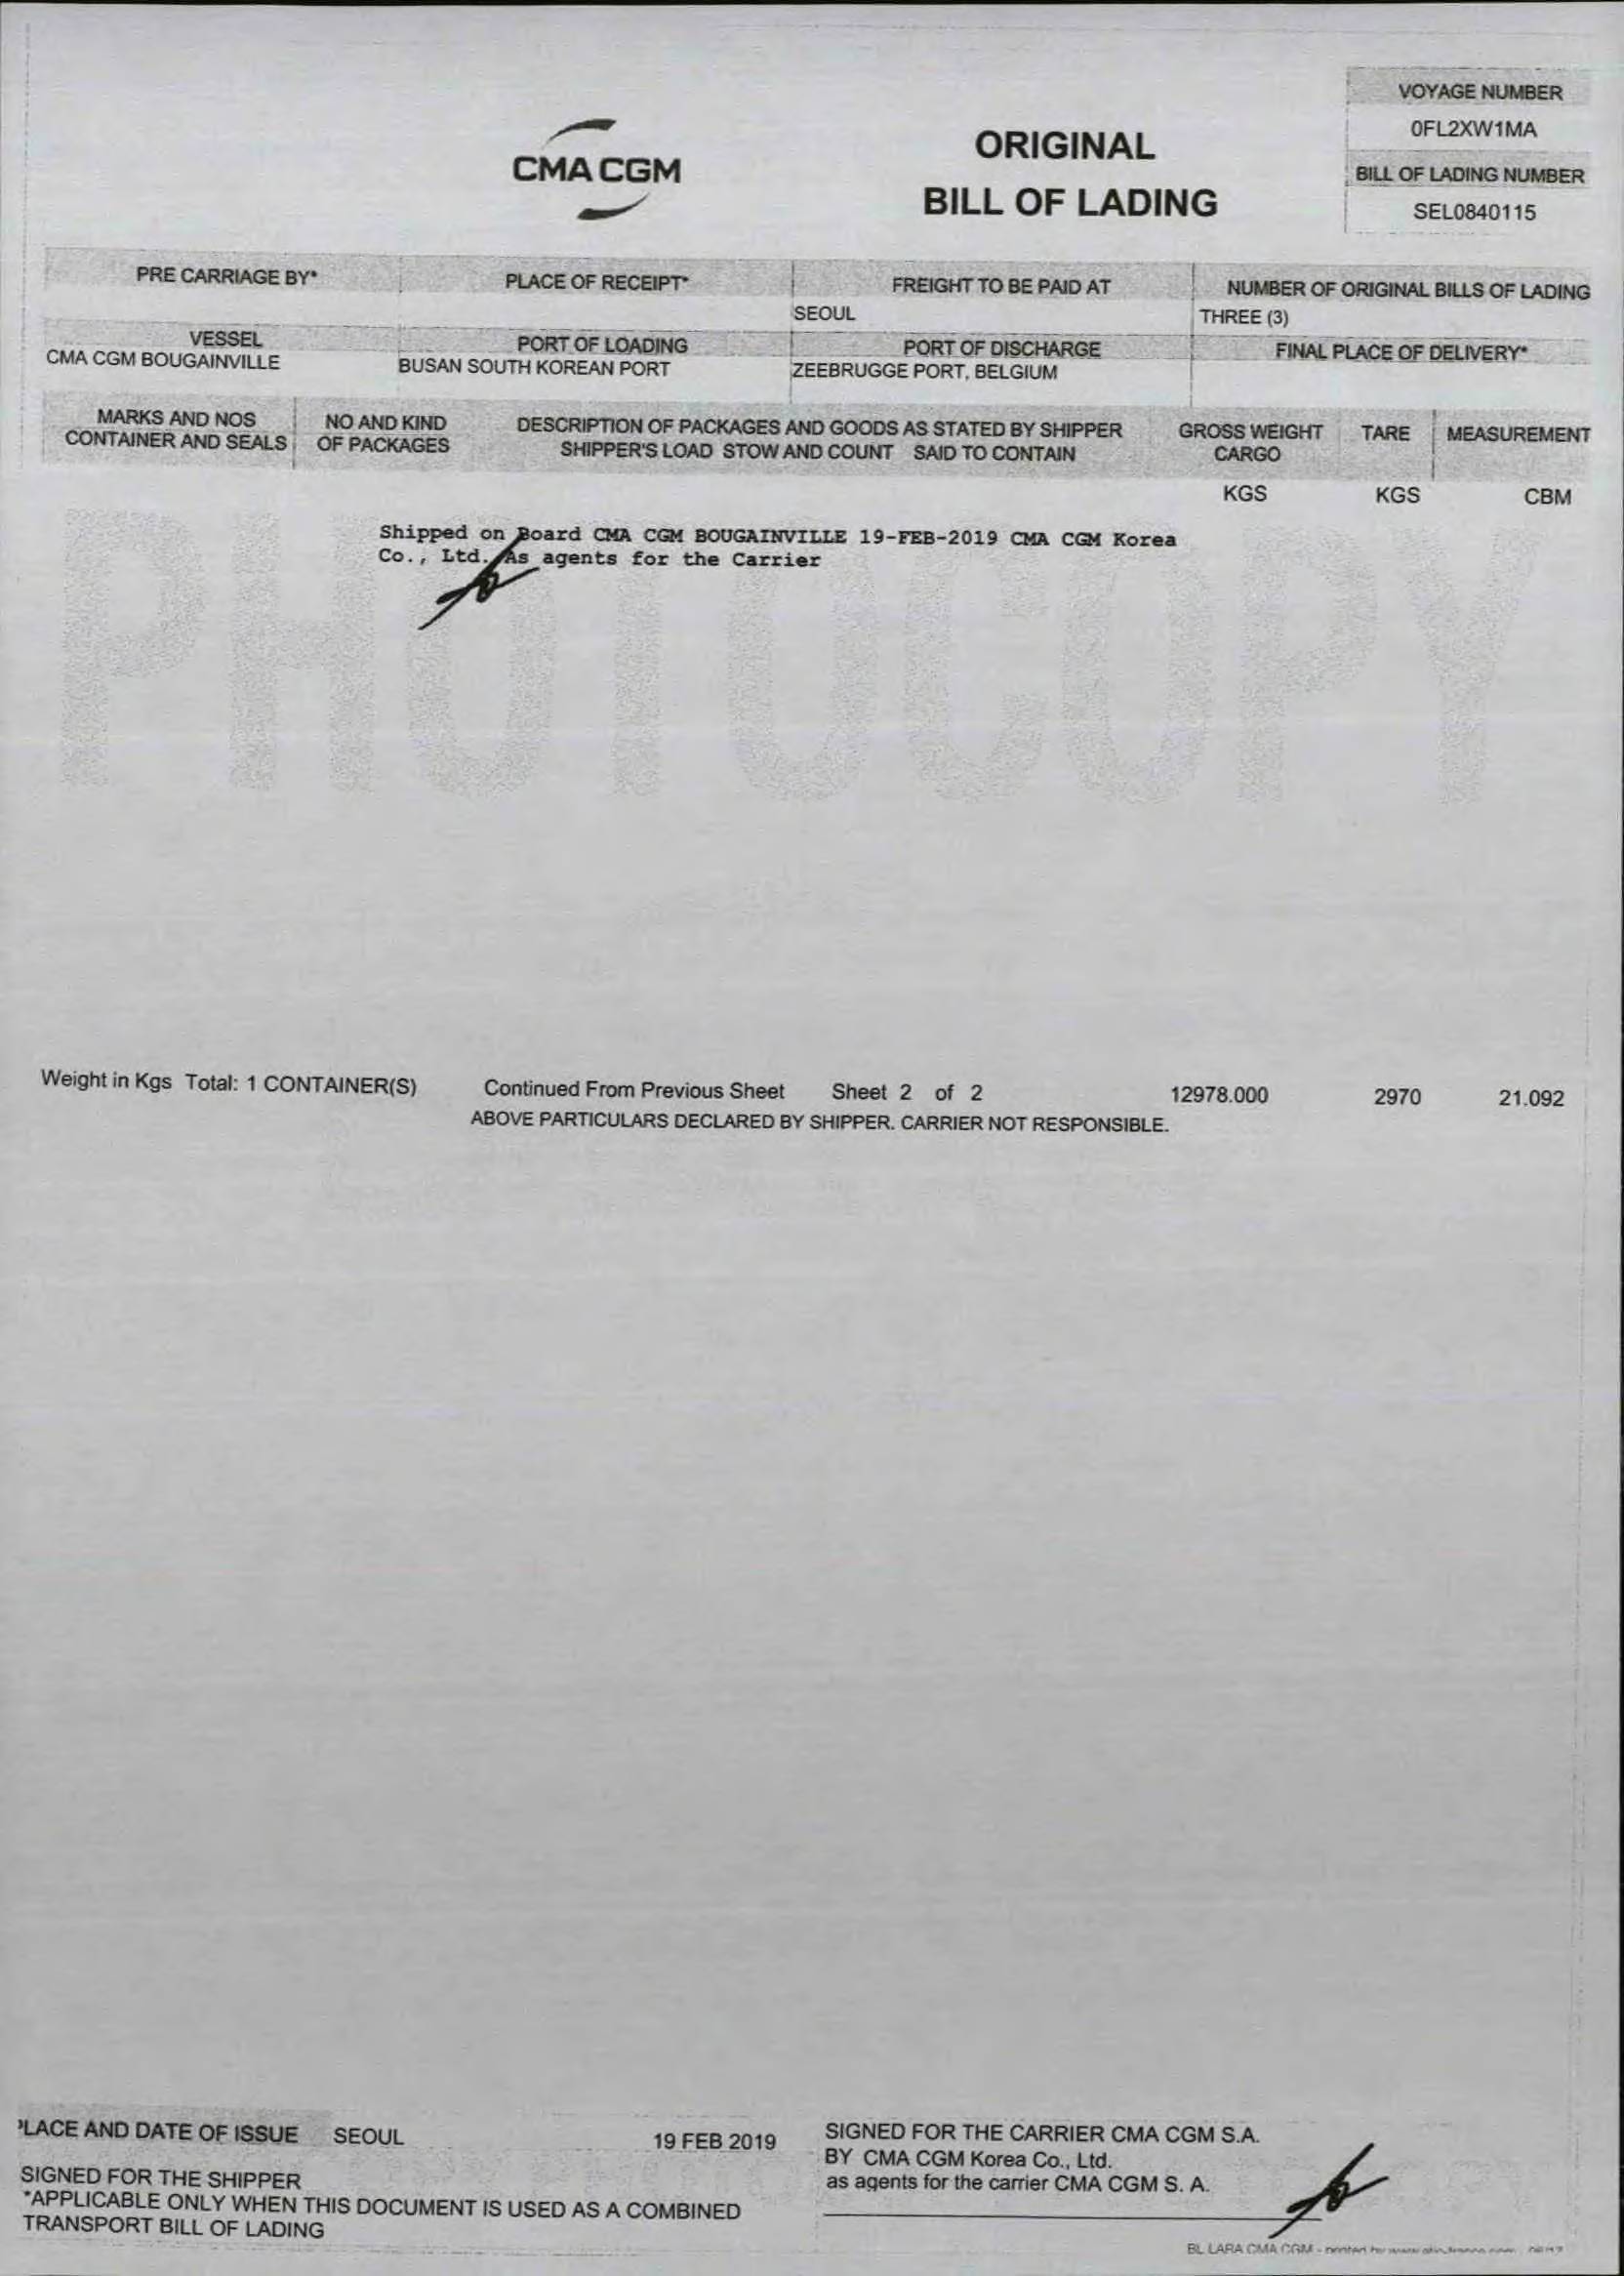 VOYAGE NUMBER
0FL2XW1MA
CMA CGM
ORIGINAL
BILL OF LADING
BILL OF LADING NUMBER
SEL0840115
PRE CARRIAGE BY* PLACE OF RECEIPT* FREIGHT TO BE PAID AT NUMBER OF ORIGINAL BILLS OF LADING
SEOUL THREE (3)
VESSEL PORT OF LOADING PORT OF DISCHARGE FINAL PLACE OF DELIVERY*
CMA CGM BOUGAINVILLE BUSAN SOUTH KOREAN PORT ZEEBRUGGE PORT, BELGIUM
MARKS AND NOS NO AND KIND DESCRIPTION OF PACKAGES AND GOODS AS STATED BY SHIPPER GROSS WEIGHT TARE MEASUREMENT
CONTAINER AND SEALS OF PACKAGES SHIPPER'S LOAD STOW AND COUNT SAID TO CONTAIN CARGO
KGS KGS CBM
Shipped on Board CMA CGM BOUGAINVILLE 19-FEB-2019 CMA CGM Korea
Co., Ltd. As agents for the Carrier
PHOTOCOPY
Weight in Kgs Total: 1 CONTAINER(S) Continued From Previous Sheet Sheet 2 of 2 12978.000 2970 21.092
ABOVE PARTICULARS DECLARED BY SHIPPER. CARRIER NOT RESPONSIBLE.
PLACE AND DATE OF ISSUE SEOUL 19 FEB 2019 SIGNED FOR THE CARRIER CMA CGM S.A.
BY CMA CGM Korea Co., Ltd.
SIGNED FOR THE SHIPPER as agents for the carrier CMA CGM S. A.
*APPLICABLE ONLY WHEN THIS DOCUMENT IS USED AS A COMBINED
TRANSPORT BILL OF LADING
BL LARA CMA CGM - printed by